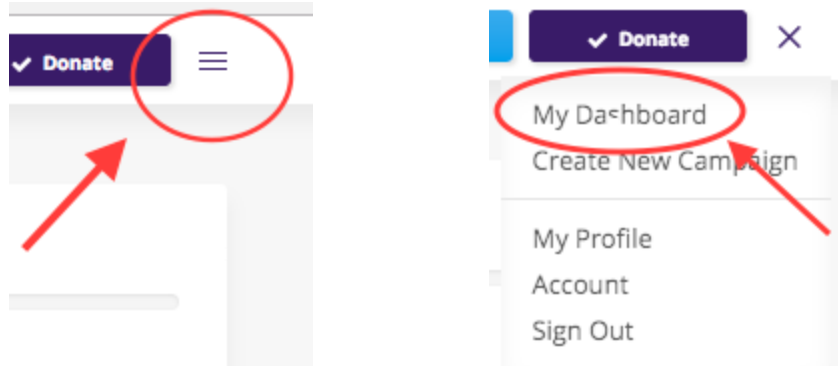 Donate
Donate
My Dashboard
Create New Campaign
My Profile
Account
Sign Out